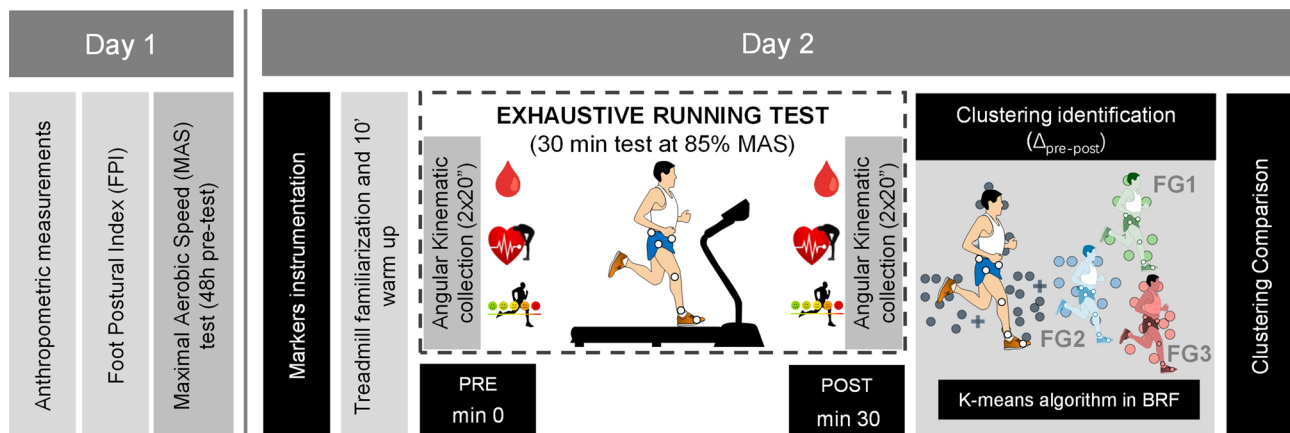 Day 1
Day 2
Anthropometric measurements
Foot Postural Index (FPI)
Maximal Aerobic Speed (MAS)
test (48h pre-test)
Markers instrumentation
Treadmill familiarization and 10’
warm up
EXHAUSTIVE RUNNING TEST
(30 min test at 85% MAS)
Angular Kinematic
collection (2x20”)
Angular Kinematic
collection (2x20”)
PRE
min 0
POST
min 30
Clustering identification
(Δpre-post)
FG1
FG2
FG3
K-means algorithm in BRF
Clustering Comparison